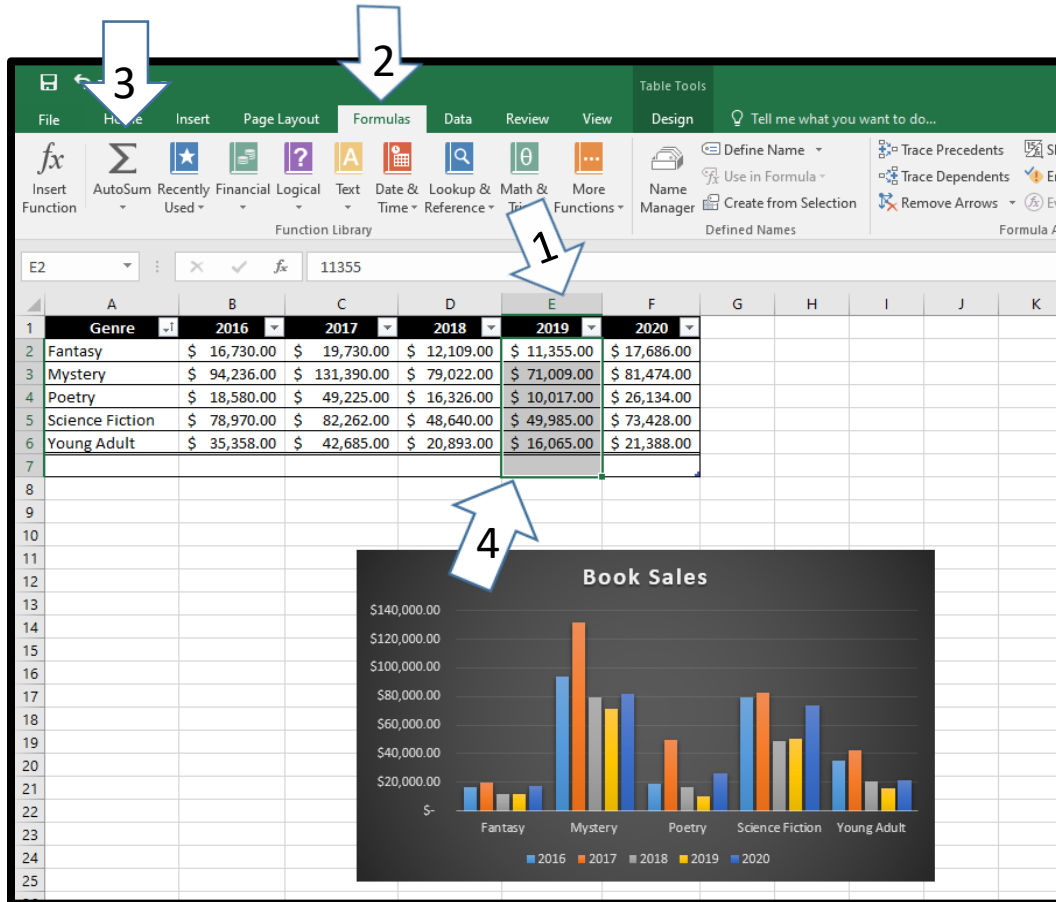 2
3
Table Tools
File Home Insert Page Layout Formulas Data Review View Design Tell me what you want to do...
fx Σ ? A θ ...
Insert Function
AutoSum
Recently Used
Financial
Logical
Text
Date & Time
Lookup & Reference
Math &
More Functions
Function Library
Name Manager
Define Name
Use in Formula
Create from Selection
Defined Names
Trace Precedents
Trace Dependents
Remove Arrows
Formula A
1
E2 fx 11355
A B C D E F G H I J K
1 Genre 2016 2017 2018 2019 2020
2 Fantasy $ 16,730.00 $ 19,730.00 $ 12,109.00 $ 11,355.00 $ 17,686.00
3 Mystery $ 94,236.00 $ 131,390.00 $ 79,022.00 $ 71,009.00 $ 81,474.00
4 Poetry $ 18,580.00 $ 49,225.00 $ 16,326.00 $ 10,017.00 $ 26,134.00
5 Science Fiction $ 78,970.00 $ 82,262.00 $ 48,640.00 $ 49,985.00 $ 73,428.00
6 Young Adult $ 35,358.00 $ 42,685.00 $ 20,893.00 $ 16,065.00 $ 21,388.00
7
8
9
10
11
12
13
14
15
16
17
18
19
20
21
22
23
24
25
4
Book Sales
$140,000.00
$120,000.00
$100,000.00
$80,000.00
$60,000.00
$40,000.00
$20,000.00
$-
Fantasy Mystery Poetry Science Fiction Young Adult
2016 2017 2018 2019 2020